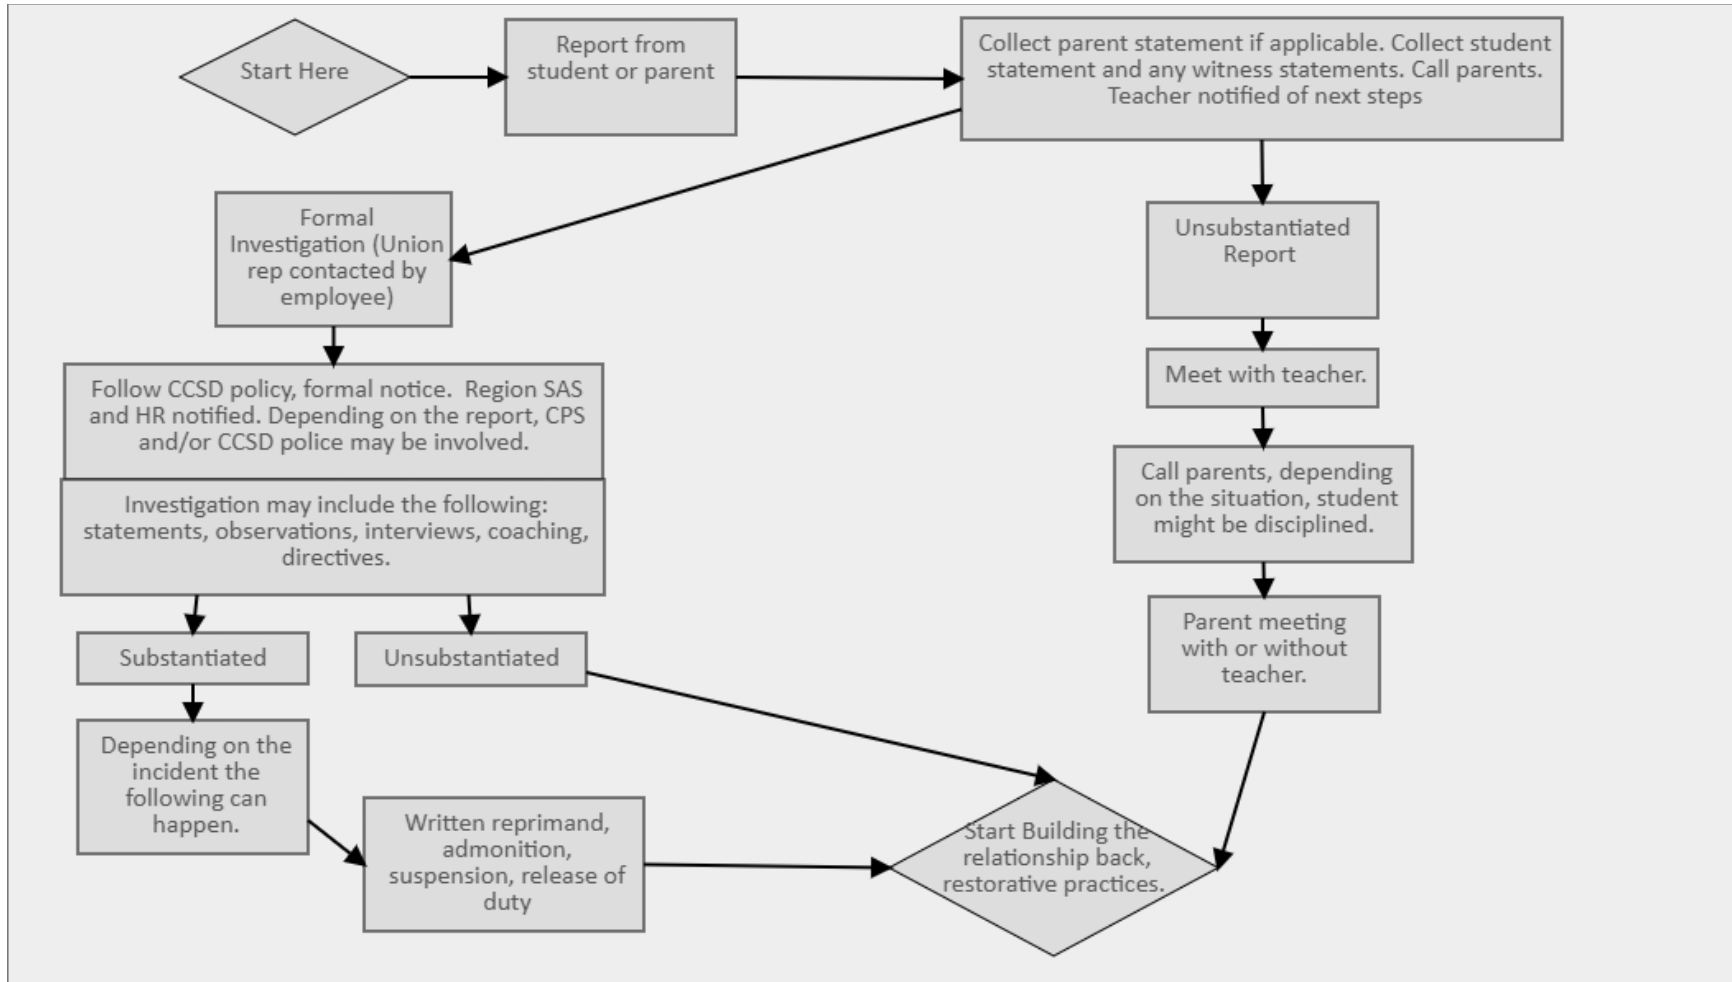 Start Here
Report from
student or parent
Collect parent statement if applicable. Collect student
statement and any witness statements. Call parents.
Teacher notified of next steps
Formal
Investigation (Union
rep contacted by
employee)
Unsubstantiated
Report
Follow CCSD policy, formal notice.  Region SAS
and HR notified. Depending on the report, CPS
and/or CCSD police may be involved.
Meet with teacher.
Investigation may include the following:
statements, observations, interviews, coaching,
directives.
Call parents, depending
on the situation, student
might be disciplined.
Substantiated
Unsubstantiated
Parent meeting
with or without
teacher.
Depending on the
incident the
following can
happen.
Written reprimand,
admonition,
suspension, release of
duty
Start Building the
relationship back,
restorative practices.